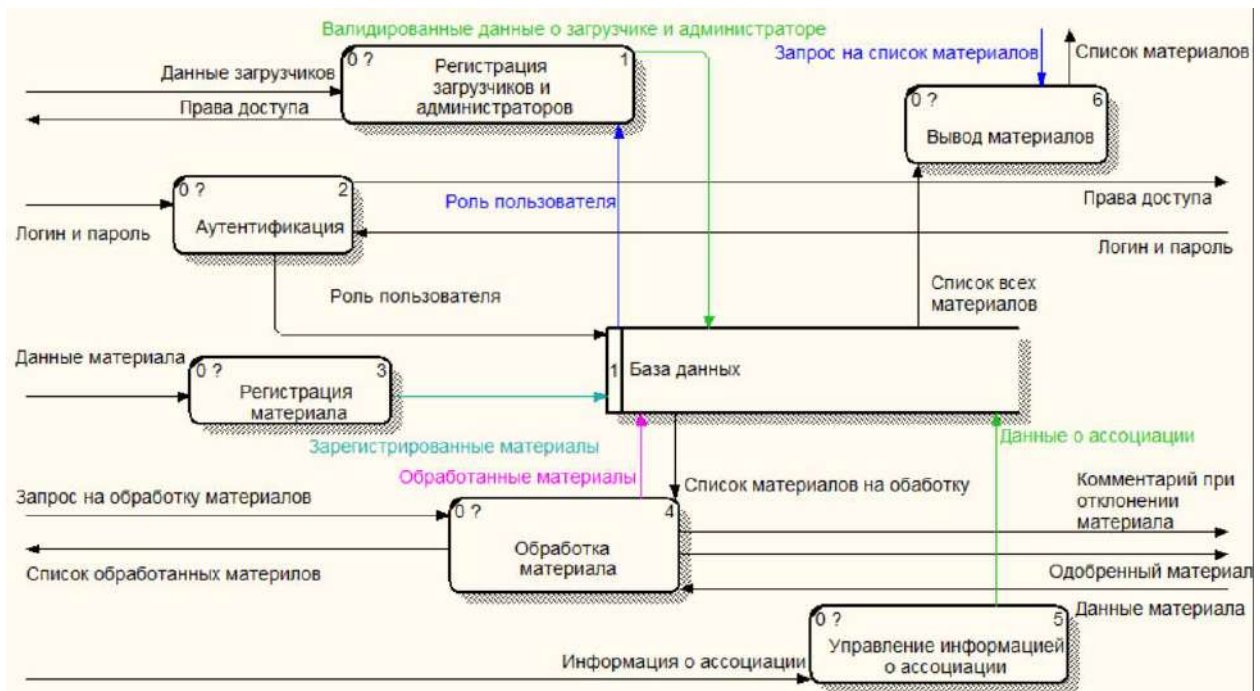 Валидированные данные о загрузчике и администраторе
0 ?
1
Регистрация
загрузчиков и
администраторов
Данные загрузчиков
Права доступа
Запрос на список материалов
Список материалов
0 ?
6
Вывод материалов
0 ?
2
Аутентификация
Логин и пароль
Роль пользователя
Права доступа
Логин и пароль
Роль пользователя
Список всех
материалов
Данные материала
0 ?
3
Регистрация
материала
1
База данных
Зарегистрированные материалы
Обработанные материалы
Данные о ассоциации
Запрос на обработку материалов
Список материалов на обаботку
Комментарий при
отклонении
материала
0 ?
4
Обработка
материала
Список обработанных материлов
Одобренный материал
Данные материала
0 ?
5
Управление информацией
о ассоциации
Информация о ассоциации